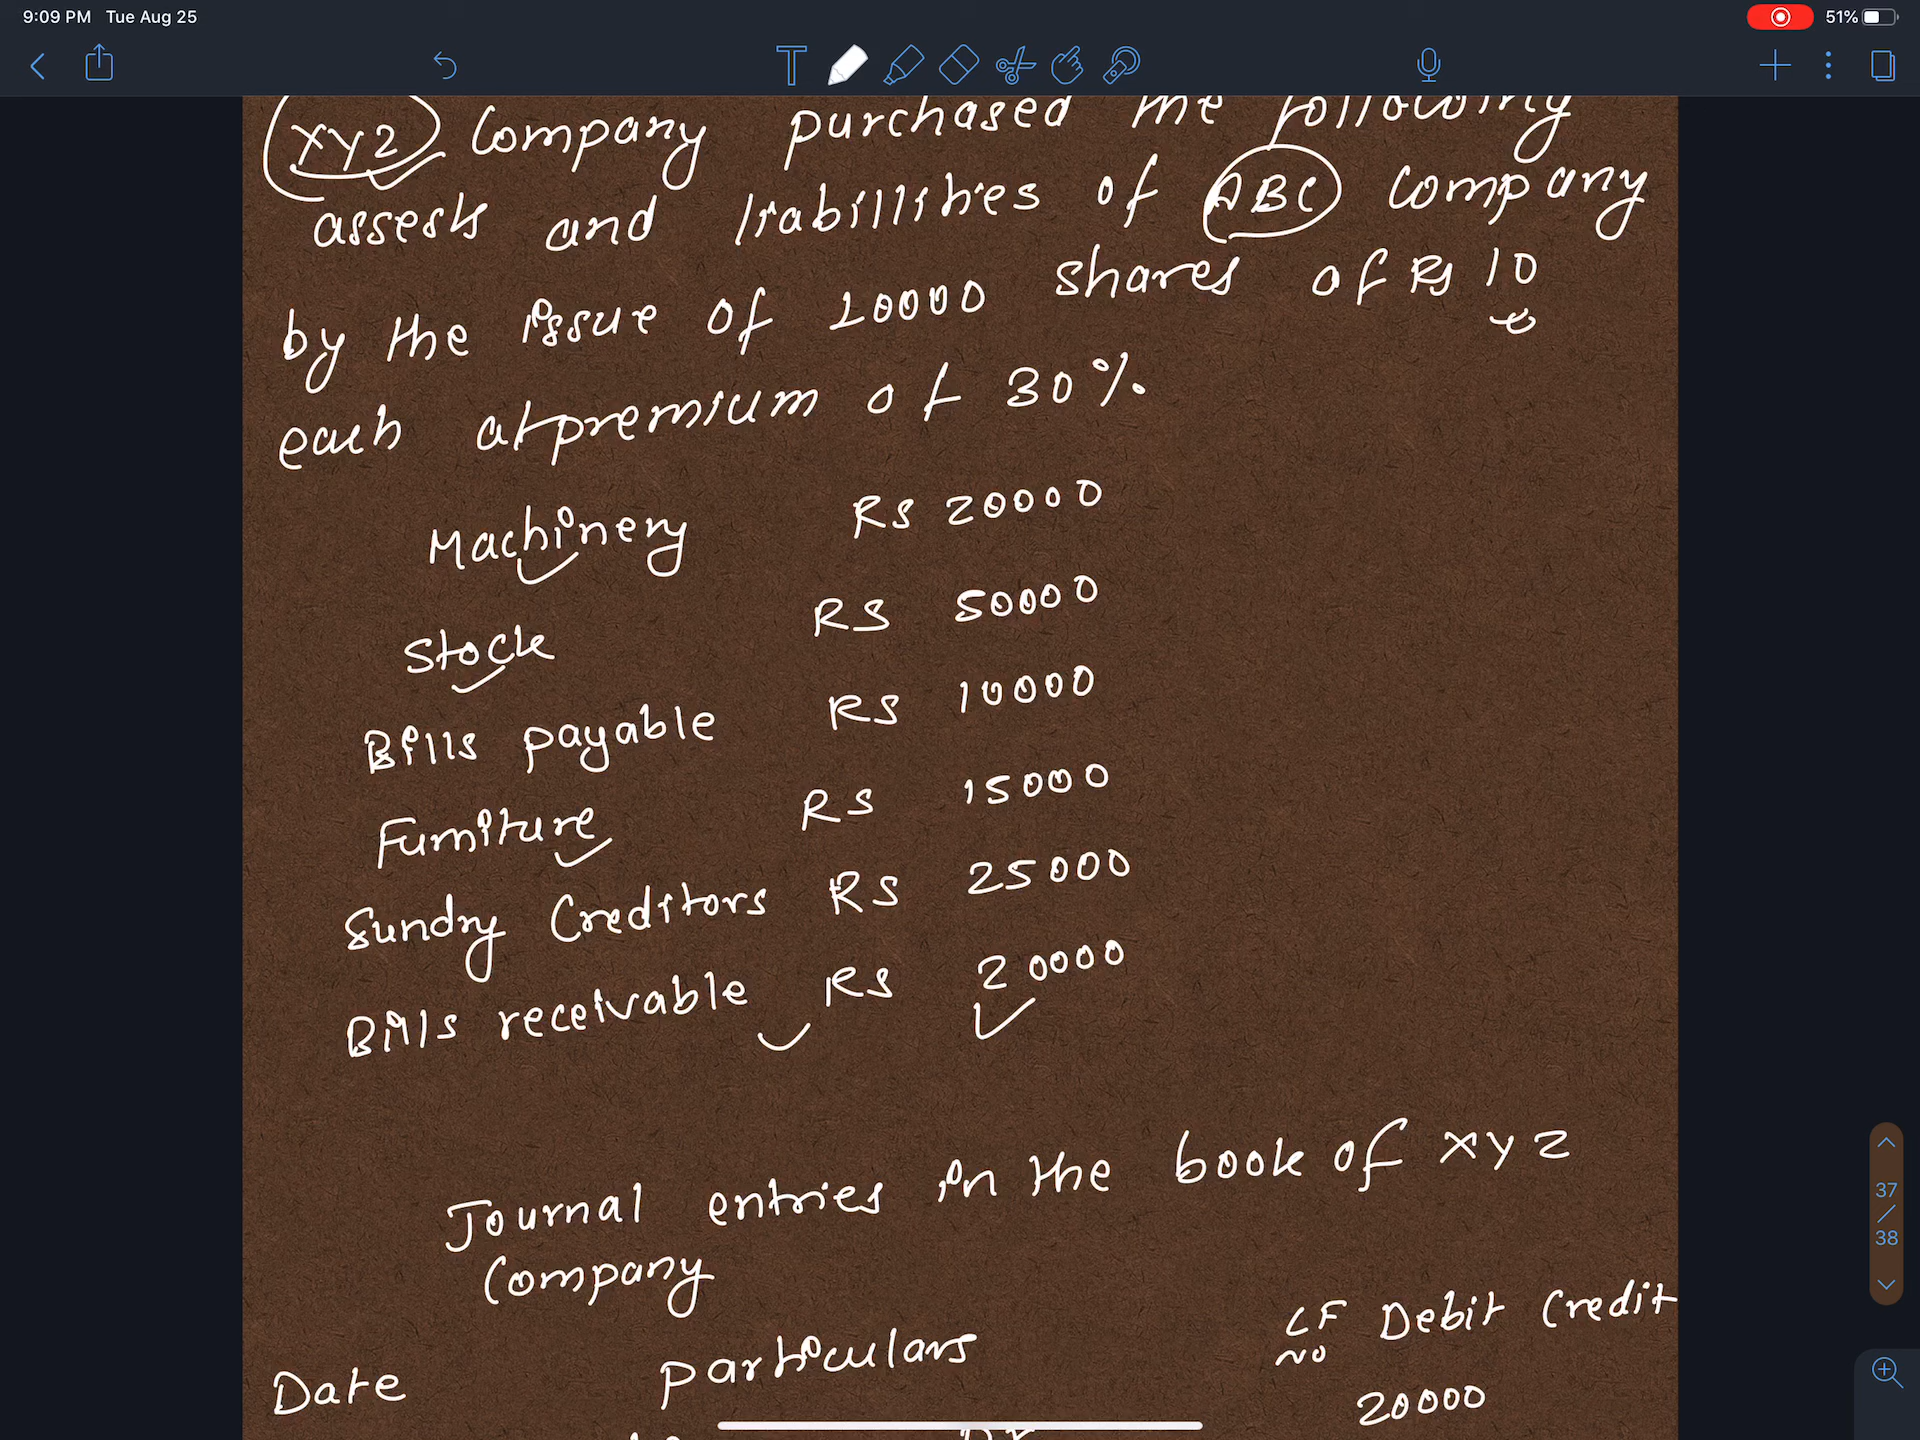 9:09 PM Tue Aug 25
51%
XYZ Company purchased the following
assests and liabillities of ABC Company
by the issue of 10000 shares of Rs 10
each at premium of 30%
Machinery Rs 20000
Stock RS 50000
Bills payable RS 10000
Furniture RS 15000
Sundry Creditors RS 25000
Bills receivable RS 20000
Journal entries in the book of XYZ
Company
Date Particulars LF NO Debit Credit
20000
37
/
38